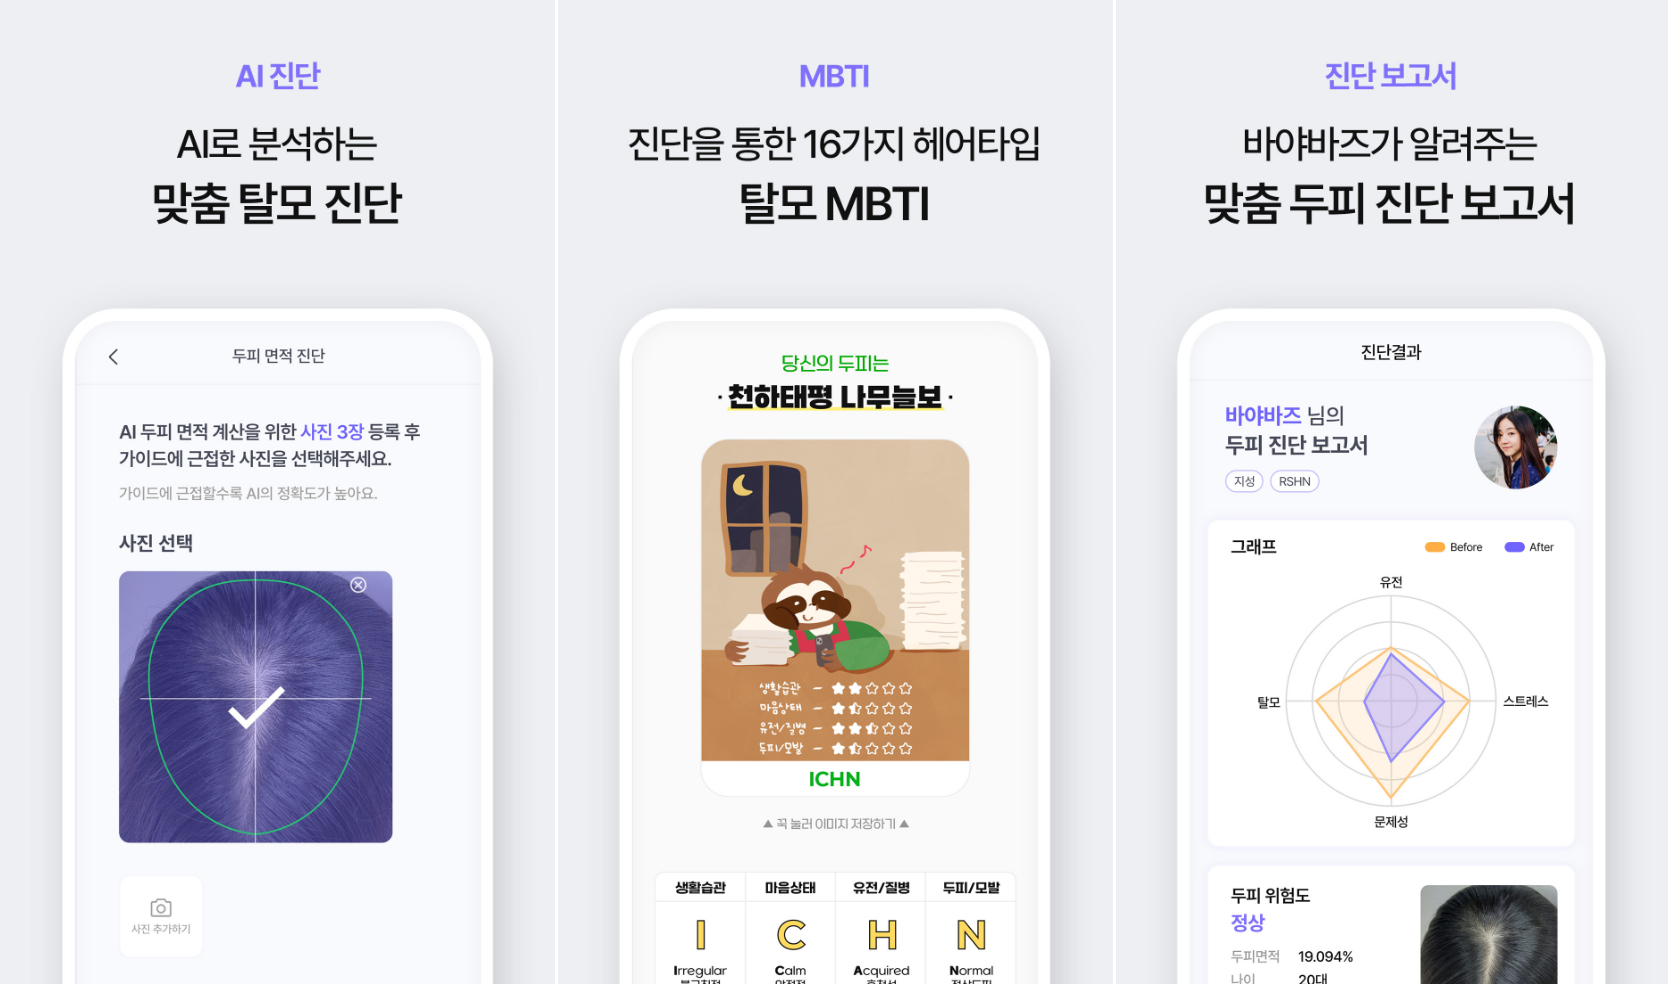 AI 진단
AI로 분석하는
맞춤 탈모 진단
두피 면적 진단
AI 두피 면적 계산을 위한 사진 3장 등록 후
가이드에 근접한 사진을 선택해주세요.
가이드에 근접할수록 AI의 정확도가 높아요.
사진 선택
사진 추가하기
MBTI
진단을 통한 16가지 헤어타입
탈모 MBTI
당신의 두피는
· 천하태평 나무늘보 ·
생활습관 - ★★☆☆☆
마음상태 -
유전/질병 -
두피/모발 -
ICHN
▲ 꾹 눌러 이미지 저장하기 ▲
생활습관 마음상태 유전/질병 두피/모발
I C H N
Irregular Calm Acquired Normal
진단 보고서
바야바즈가 알려주는
맞춤 두피 진단 보고서
진단결과
바야바즈 님의
두피 진단 보고서
지성 RSHN
그래프 Before After
유전
탈모 스트레스
문제성
두피 위험도
정상
두피면적 19.094%
나이 20대